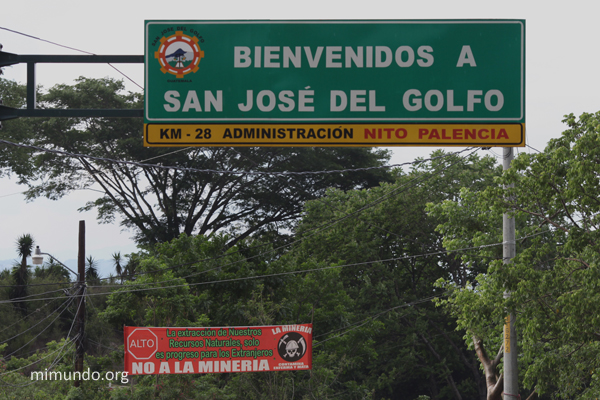 BIENVENIDOS A
SAN JOSÉ DEL GOLFO
KM - 28 ADMINISTRACIÓN NITO PALENCIA
ALTO
La extracción de Nuestros
Recursos Naturales, solo
es progreso para los Extranjeros
NO A LA MINERIA
LA MINERIA
mimundo.org